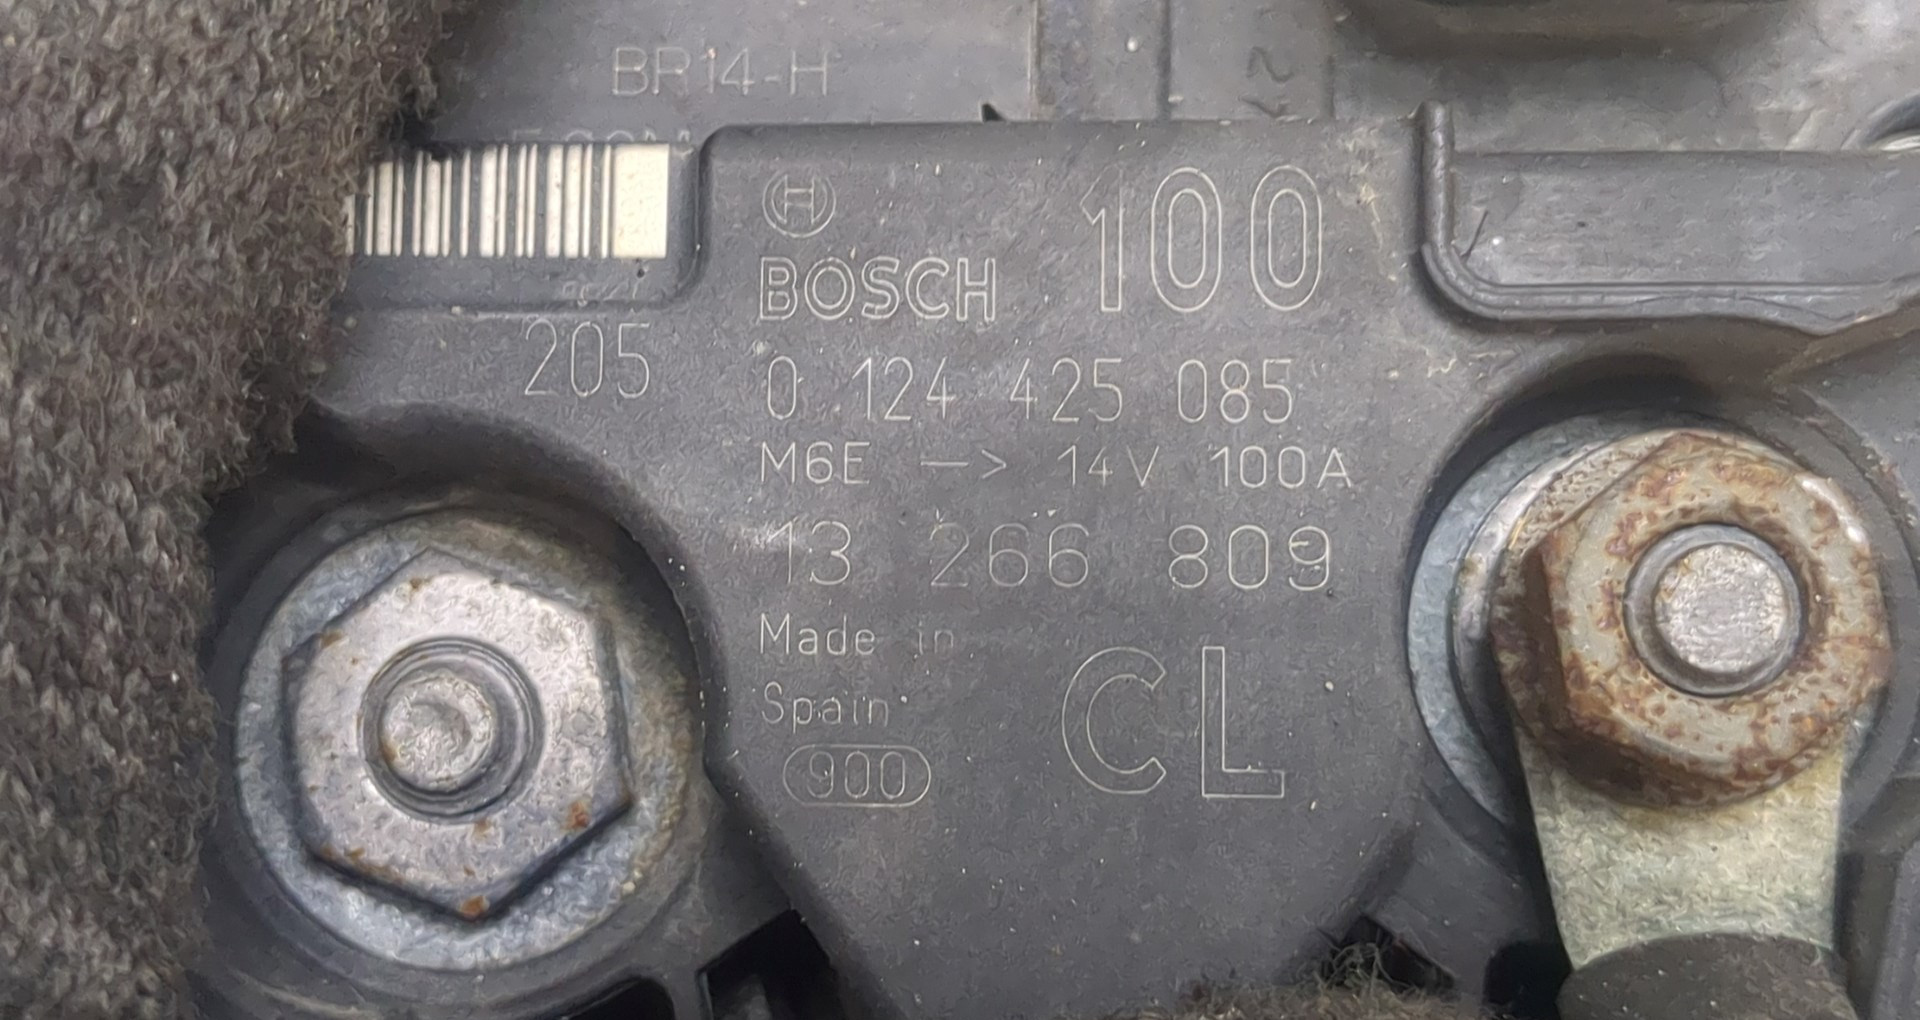 BR14-H
BOSCH
100
205
0 124 425 085
M6E —> 14V 100A
13 266 809
Made in
Spain
CL
900